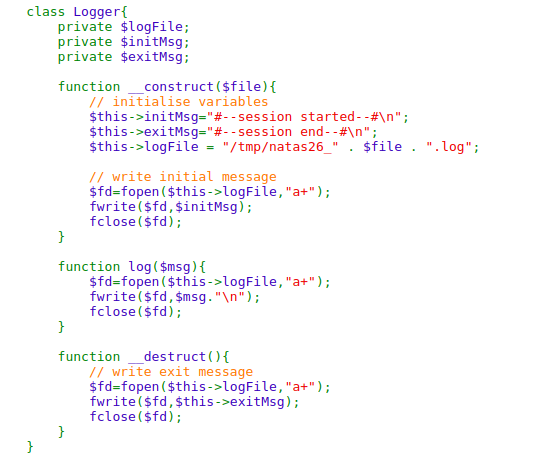 class Logger{
    private $logFile;
    private $initMsg;
    private $exitMsg;

    function __construct($file){
        // initialise variables
        $this->initMsg="#--session started--#\n";
        $this->exitMsg="#--session end--#\n";
        $this->logFile = "/tmp/natas26_" . $file . ".log";

        // write initial message
        $fd=fopen($this->logFile,"a+");
        fwrite($fd,$initMsg);
        fclose($fd);
    }

    function log($msg){
        $fd=fopen($this->logFile,"a+");
        fwrite($fd,$msg."\n");
        fclose($fd);
    }

    function __destruct(){
        // write exit message
        $fd=fopen($this->logFile,"a+");
        fwrite($fd,$this->exitMsg);
        fclose($fd);
    }
}